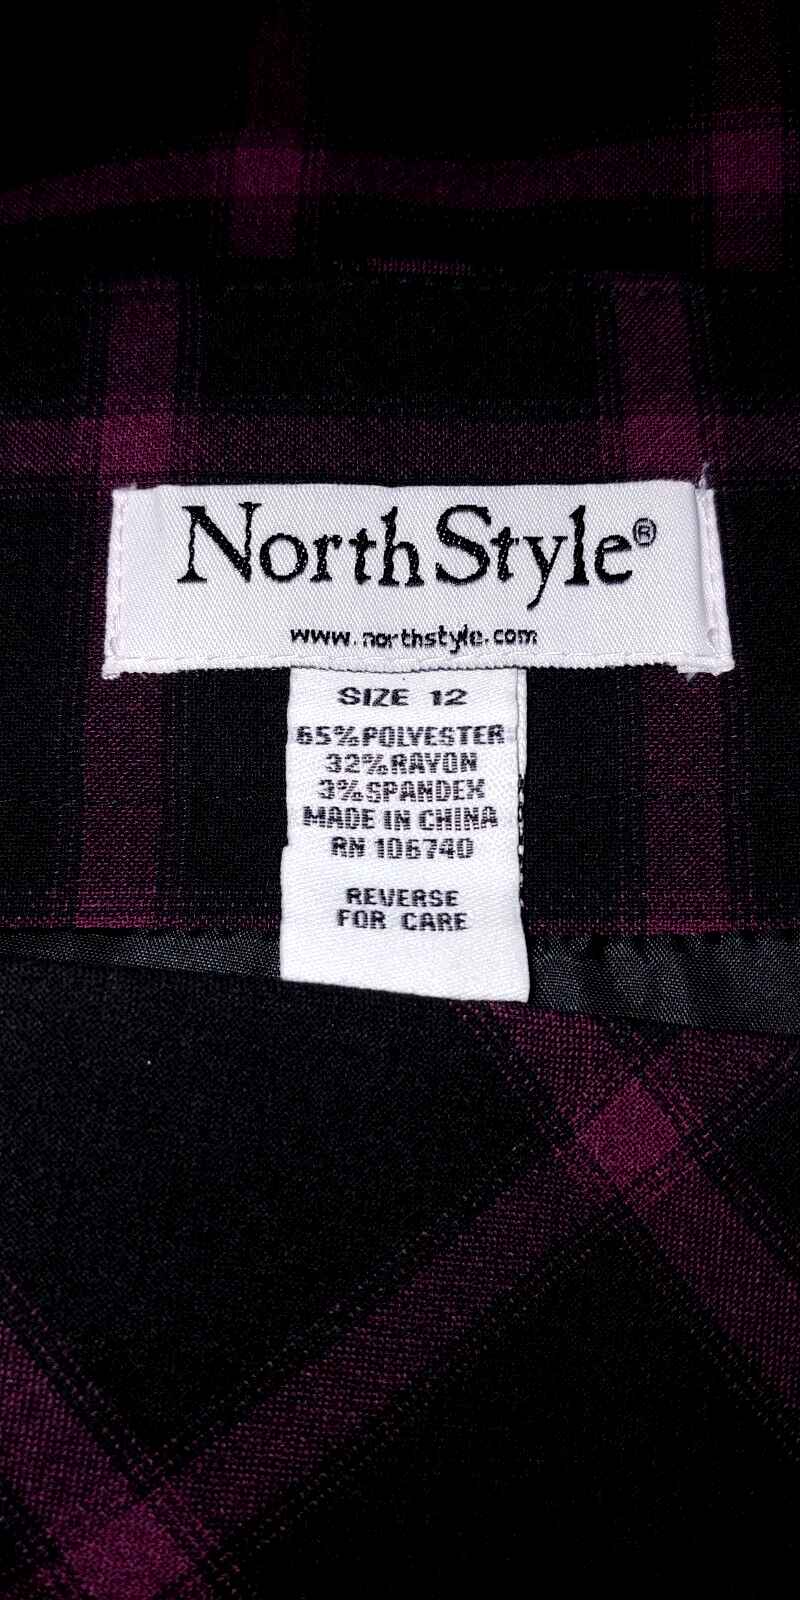 NorthStyle®
www.northstyle.com
SIZE 12
65%POLYESTER
32%RAYON
3%SPANDEX
MADE IN CHINA
RN 106740
REVERSE
FOR CARE